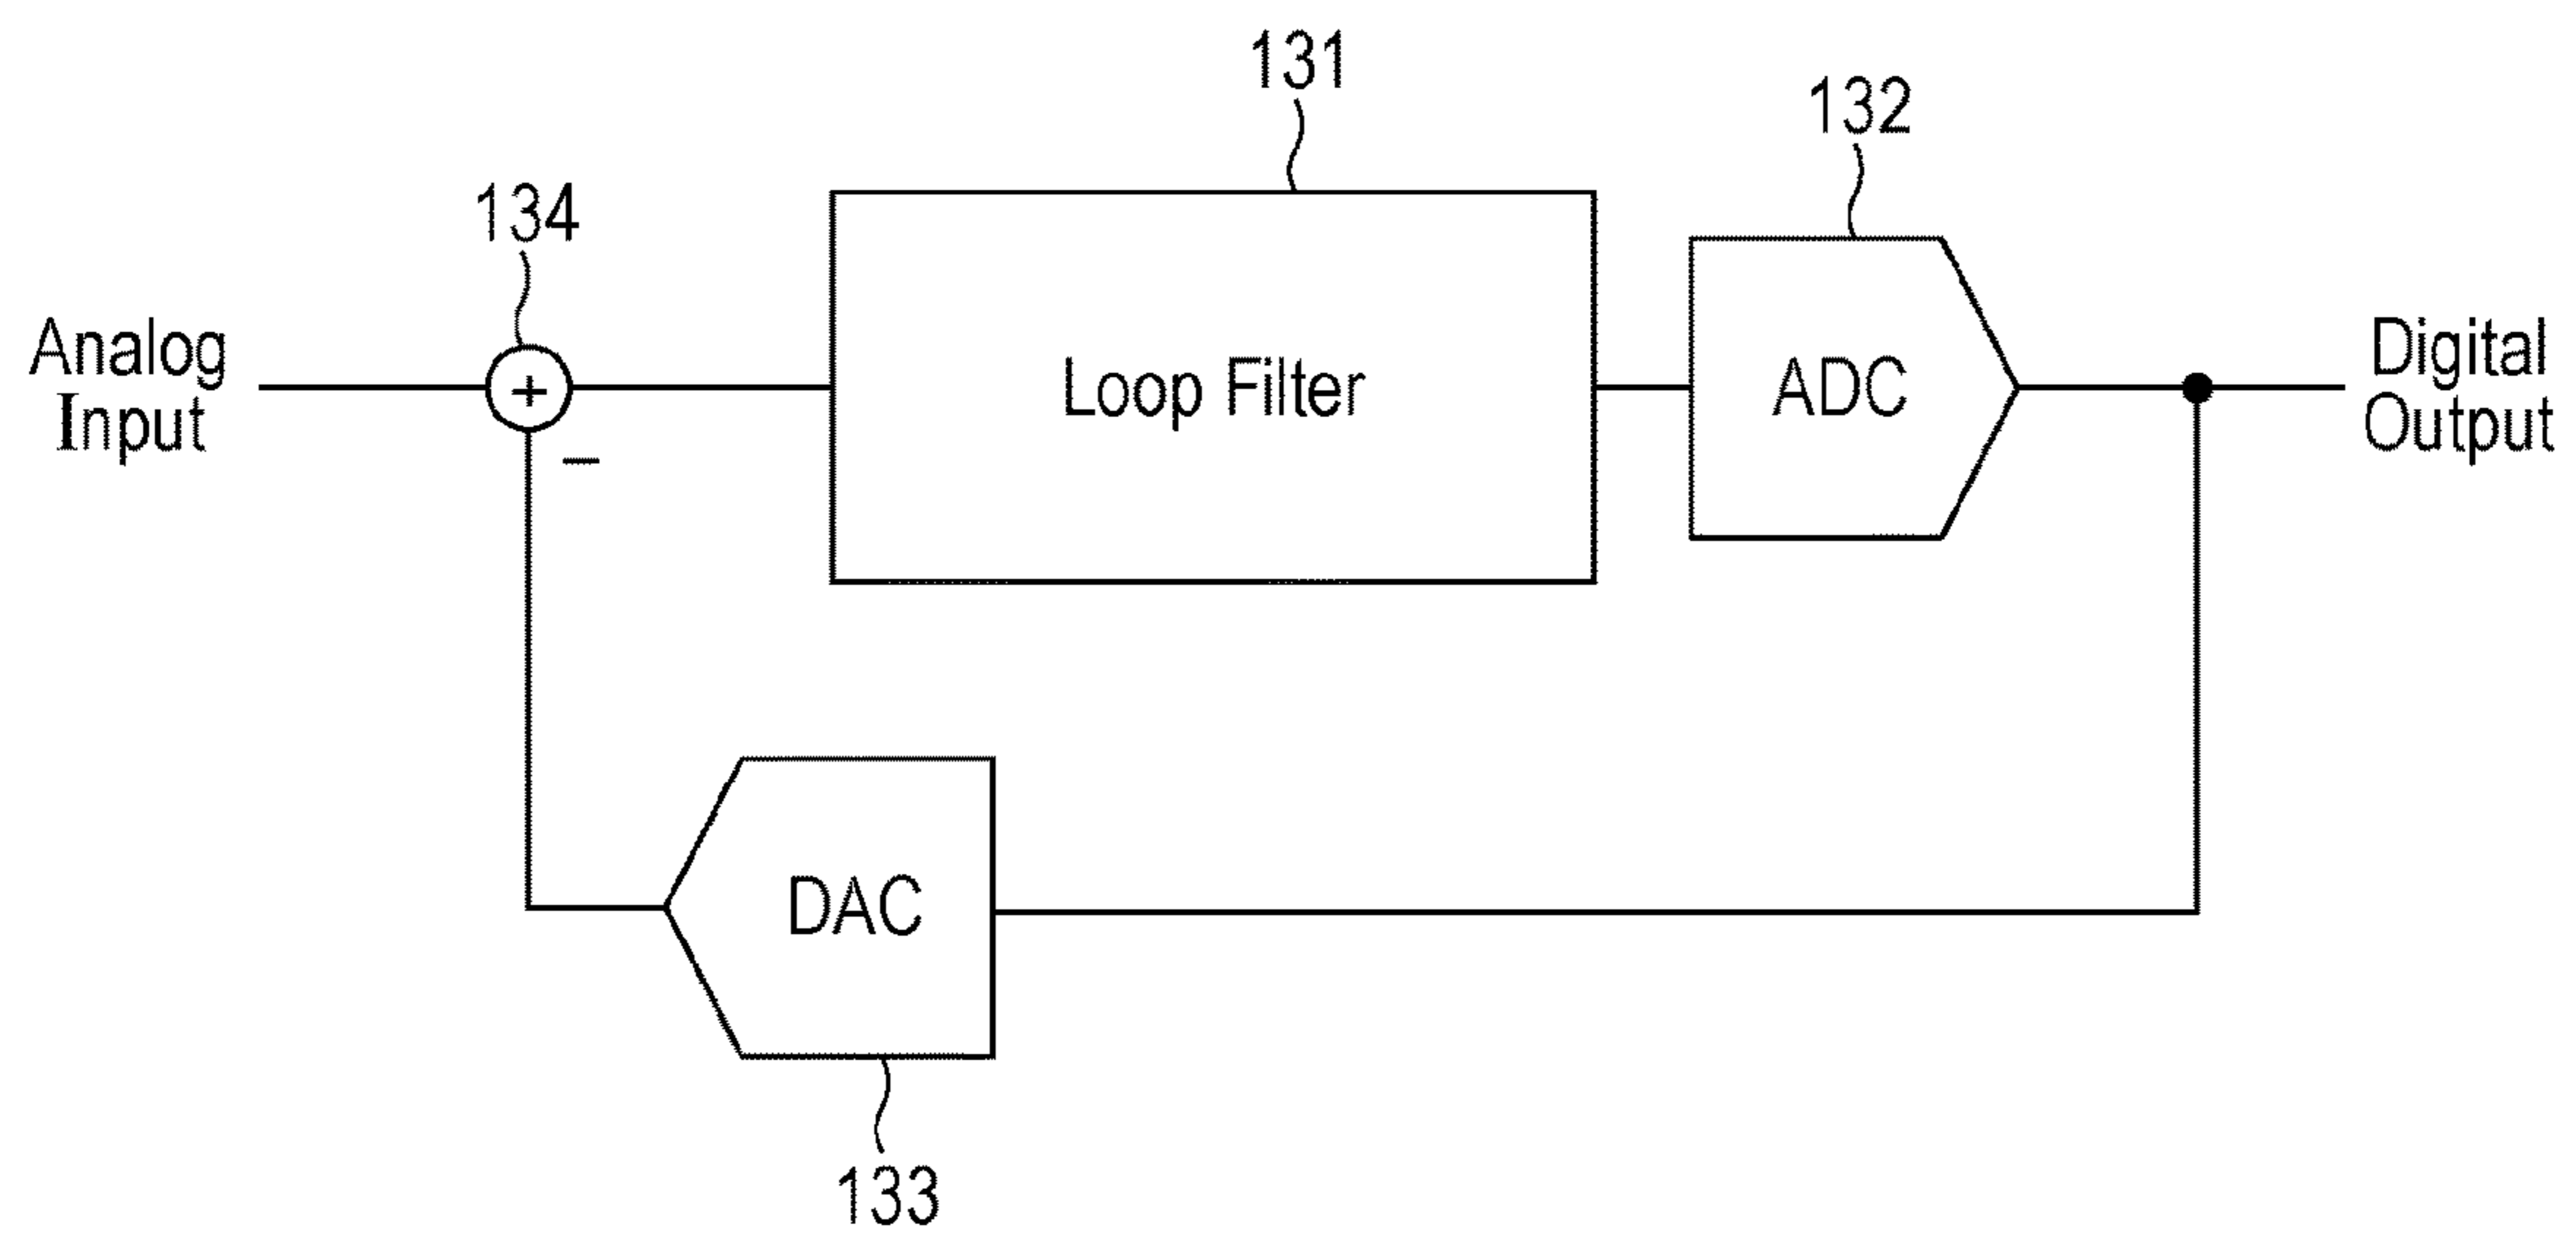 131
132
134
Analog
Input
+
−
Loop Filter
ADC
Digital
Output
DAC
133